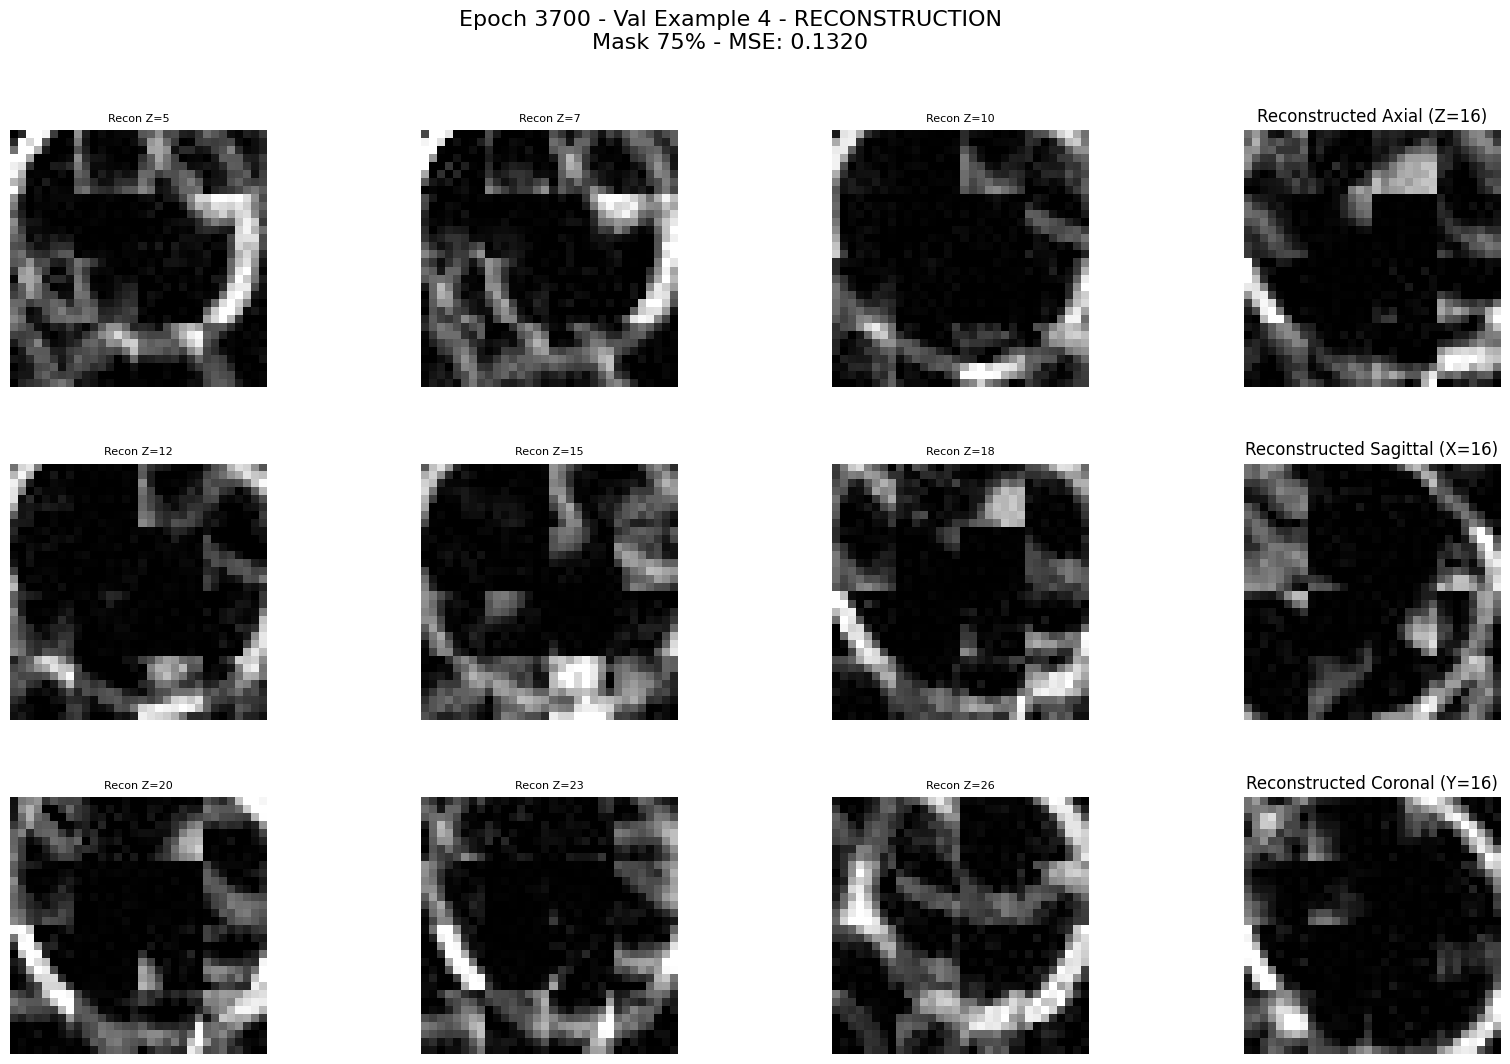 Epoch 3700 - Val Example 4 - RECONSTRUCTION
Mask 75% - MSE: 0.1320
Recon Z=5
Recon Z=7
Recon Z=10
Reconstructed Axial (Z=16)
Recon Z=12
Recon Z=15
Recon Z=18
Reconstructed Sagittal (X=16)
Recon Z=20
Recon Z=23
Recon Z=26
Reconstructed Coronal (Y=16)